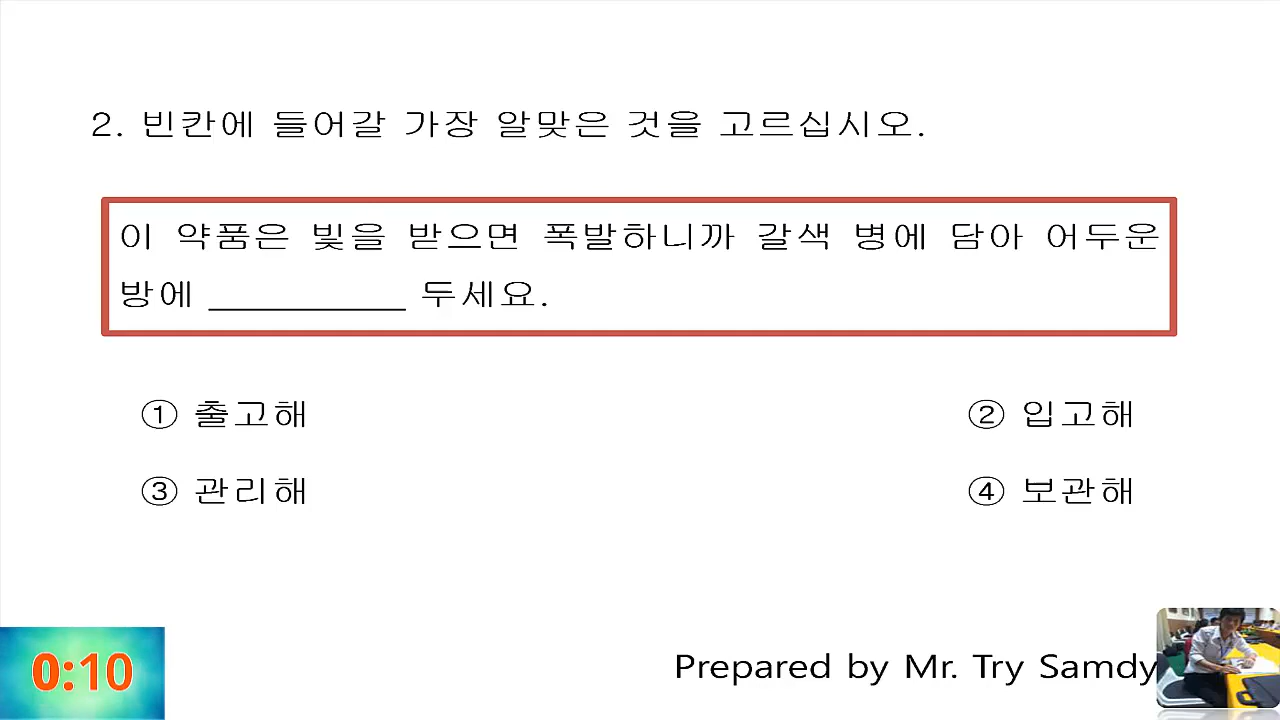 2. 빈칸에 들어갈 가장 알맞은 것을 고르십시오.
이 약품은 빛을 받으면 폭발하니까 갈색 병에 담아 어두운
방에 __________ 두세요.
① 출고해
② 입고해
③ 관리해
④ 보관해
0:10
Prepared by Mr. Try Samdy